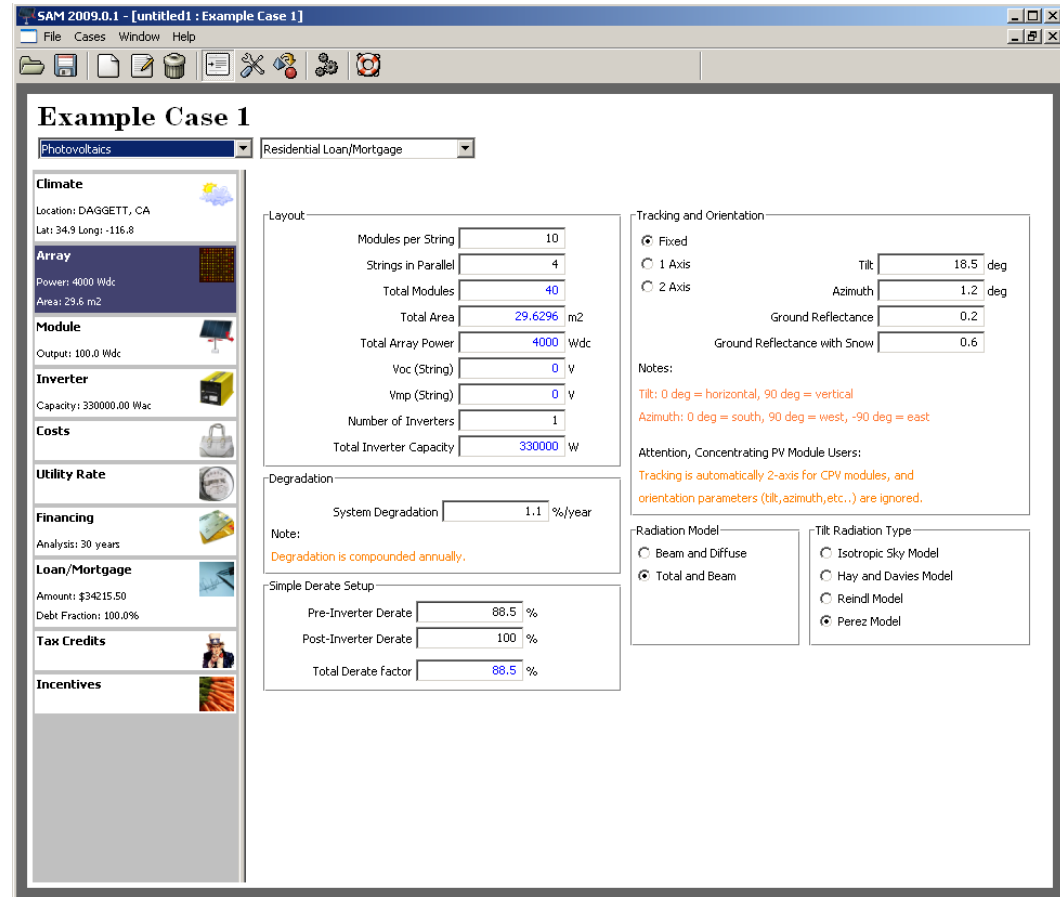 SAM 2009.0.1 - [untitled1 : Example Case 1]
File Cases Window Help
Example Case 1
Photovoltaics
Residential Loan/Mortgage
Climate
Location: DAGGETT, CA
Lat: 34.9 Long: -116.8
Array
Power: 4000 Wdc
Area: 29.6 m2
Module
Output: 100.0 Wdc
Inverter
Capacity: 330000.00 Wac
Costs
Utility Rate
Financing
Analysis: 30 years
Loan/Mortgage
Amount: $34215.50
Debt Fraction: 100.0%
Tax Credits
Incentives
Layout
Modules per String 10
Strings in Parallel 4
Total Modules 40
Total Area 29.6296 m2
Total Array Power 4000 Wdc
Voc (String) 0 V
Vmp (String) 0 V
Number of Inverters 1
Total Inverter Capacity 330000 W
Degradation
System Degradation 1.1 %/year
Note:
Degradation is compounded annually.
Simple Derate Setup
Pre-Inverter Derate 88.5 %
Post-Inverter Derate 100 %
Total Derate factor 88.5 %
Tracking and Orientation
Fixed
1 Axis
2 Axis
Tilt 18.5 deg
Azimuth 1.2 deg
Ground Reflectance 0.2
Ground Reflectance with Snow 0.6
Notes:
Tilt: 0 deg = horizontal, 90 deg = vertical
Azimuth: 0 deg = south, 90 deg = west, -90 deg = east
Attention, Concentrating PV Module Users:
Tracking is automatically 2-axis for CPV modules, and
orientation parameters (tilt,azimuth,etc..) are ignored.
Radiation Model
Beam and Diffuse
Total and Beam
Tilt Radiation Type
Isotropic Sky Model
Hay and Davies Model
Reindl Model
Perez Model